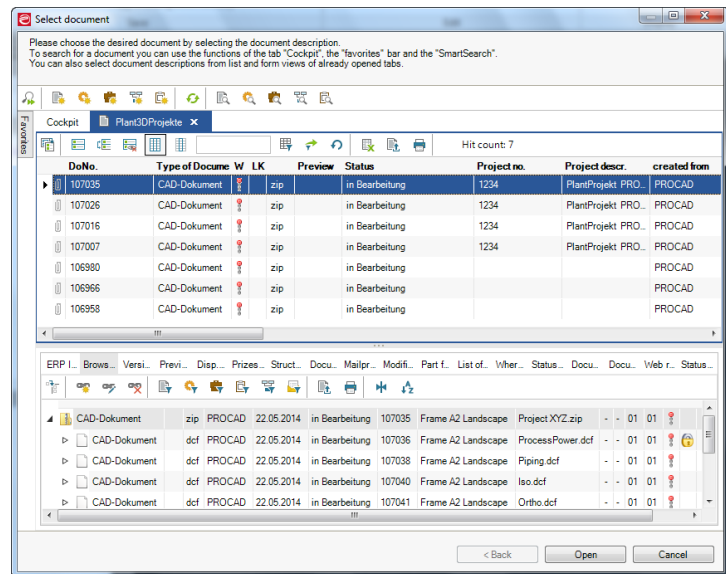 Select document
Please choose the desired document by selecting the document description.
To search for a document you can use the functions of the tab "Cockpit", the "favorites" bar and the "SmartSearch".
You can also select document descriptions from list and form views of already opened tabs.
Favorites
Cockpit Plant3DProjekte
Hit count: 7
DoNo. Type of Docume W LK Preview Status Project no. Project descr. created from
107035 CAD-Dokument zip in Bearbeitung 1234 PlantProjekt PRO... PROCAD
107026 CAD-Dokument zip in Bearbeitung 1234 PlantProjekt PRO... PROCAD
107016 CAD-Dokument zip in Bearbeitung 1234 PlantProjekt PRO... PROCAD
107007 CAD-Dokument zip in Bearbeitung 1234 PlantProjekt PRO... PROCAD
106980 CAD-Dokument zip in Bearbeitung PROCAD
106966 CAD-Dokument zip in Bearbeitung PROCAD
106958 CAD-Dokument zip in Bearbeitung PROCAD
ERP I... Brows... Versi... Previ... Disp... Prizes... Struct... Docu... Mailpr... Modifi... Part f... List of... Wher... Status... Docu... Docu... Web r... Status...
CAD-Dokument zip PROCAD 22.05.2014 in Bearbeitung 107035 Frame A2 Landscape Project XYZ.zip - - 01 01
CAD-Dokument dcf PROCAD 22.05.2014 in Bearbeitung 107036 Frame A2 Landscape ProcessPower.dcf - - 01 01
CAD-Dokument dcf PROCAD 22.05.2014 in Bearbeitung 107038 Frame A2 Landscape Piping.dcf - - 01 01
CAD-Dokument dcf PROCAD 22.05.2014 in Bearbeitung 107040 Frame A2 Landscape Iso.dcf - - 01 01
CAD-Dokument dcf PROCAD 22.05.2014 in Bearbeitung 107041 Frame A2 Landscape Ortho.dcf - - 01 01
< Back Open Cancel